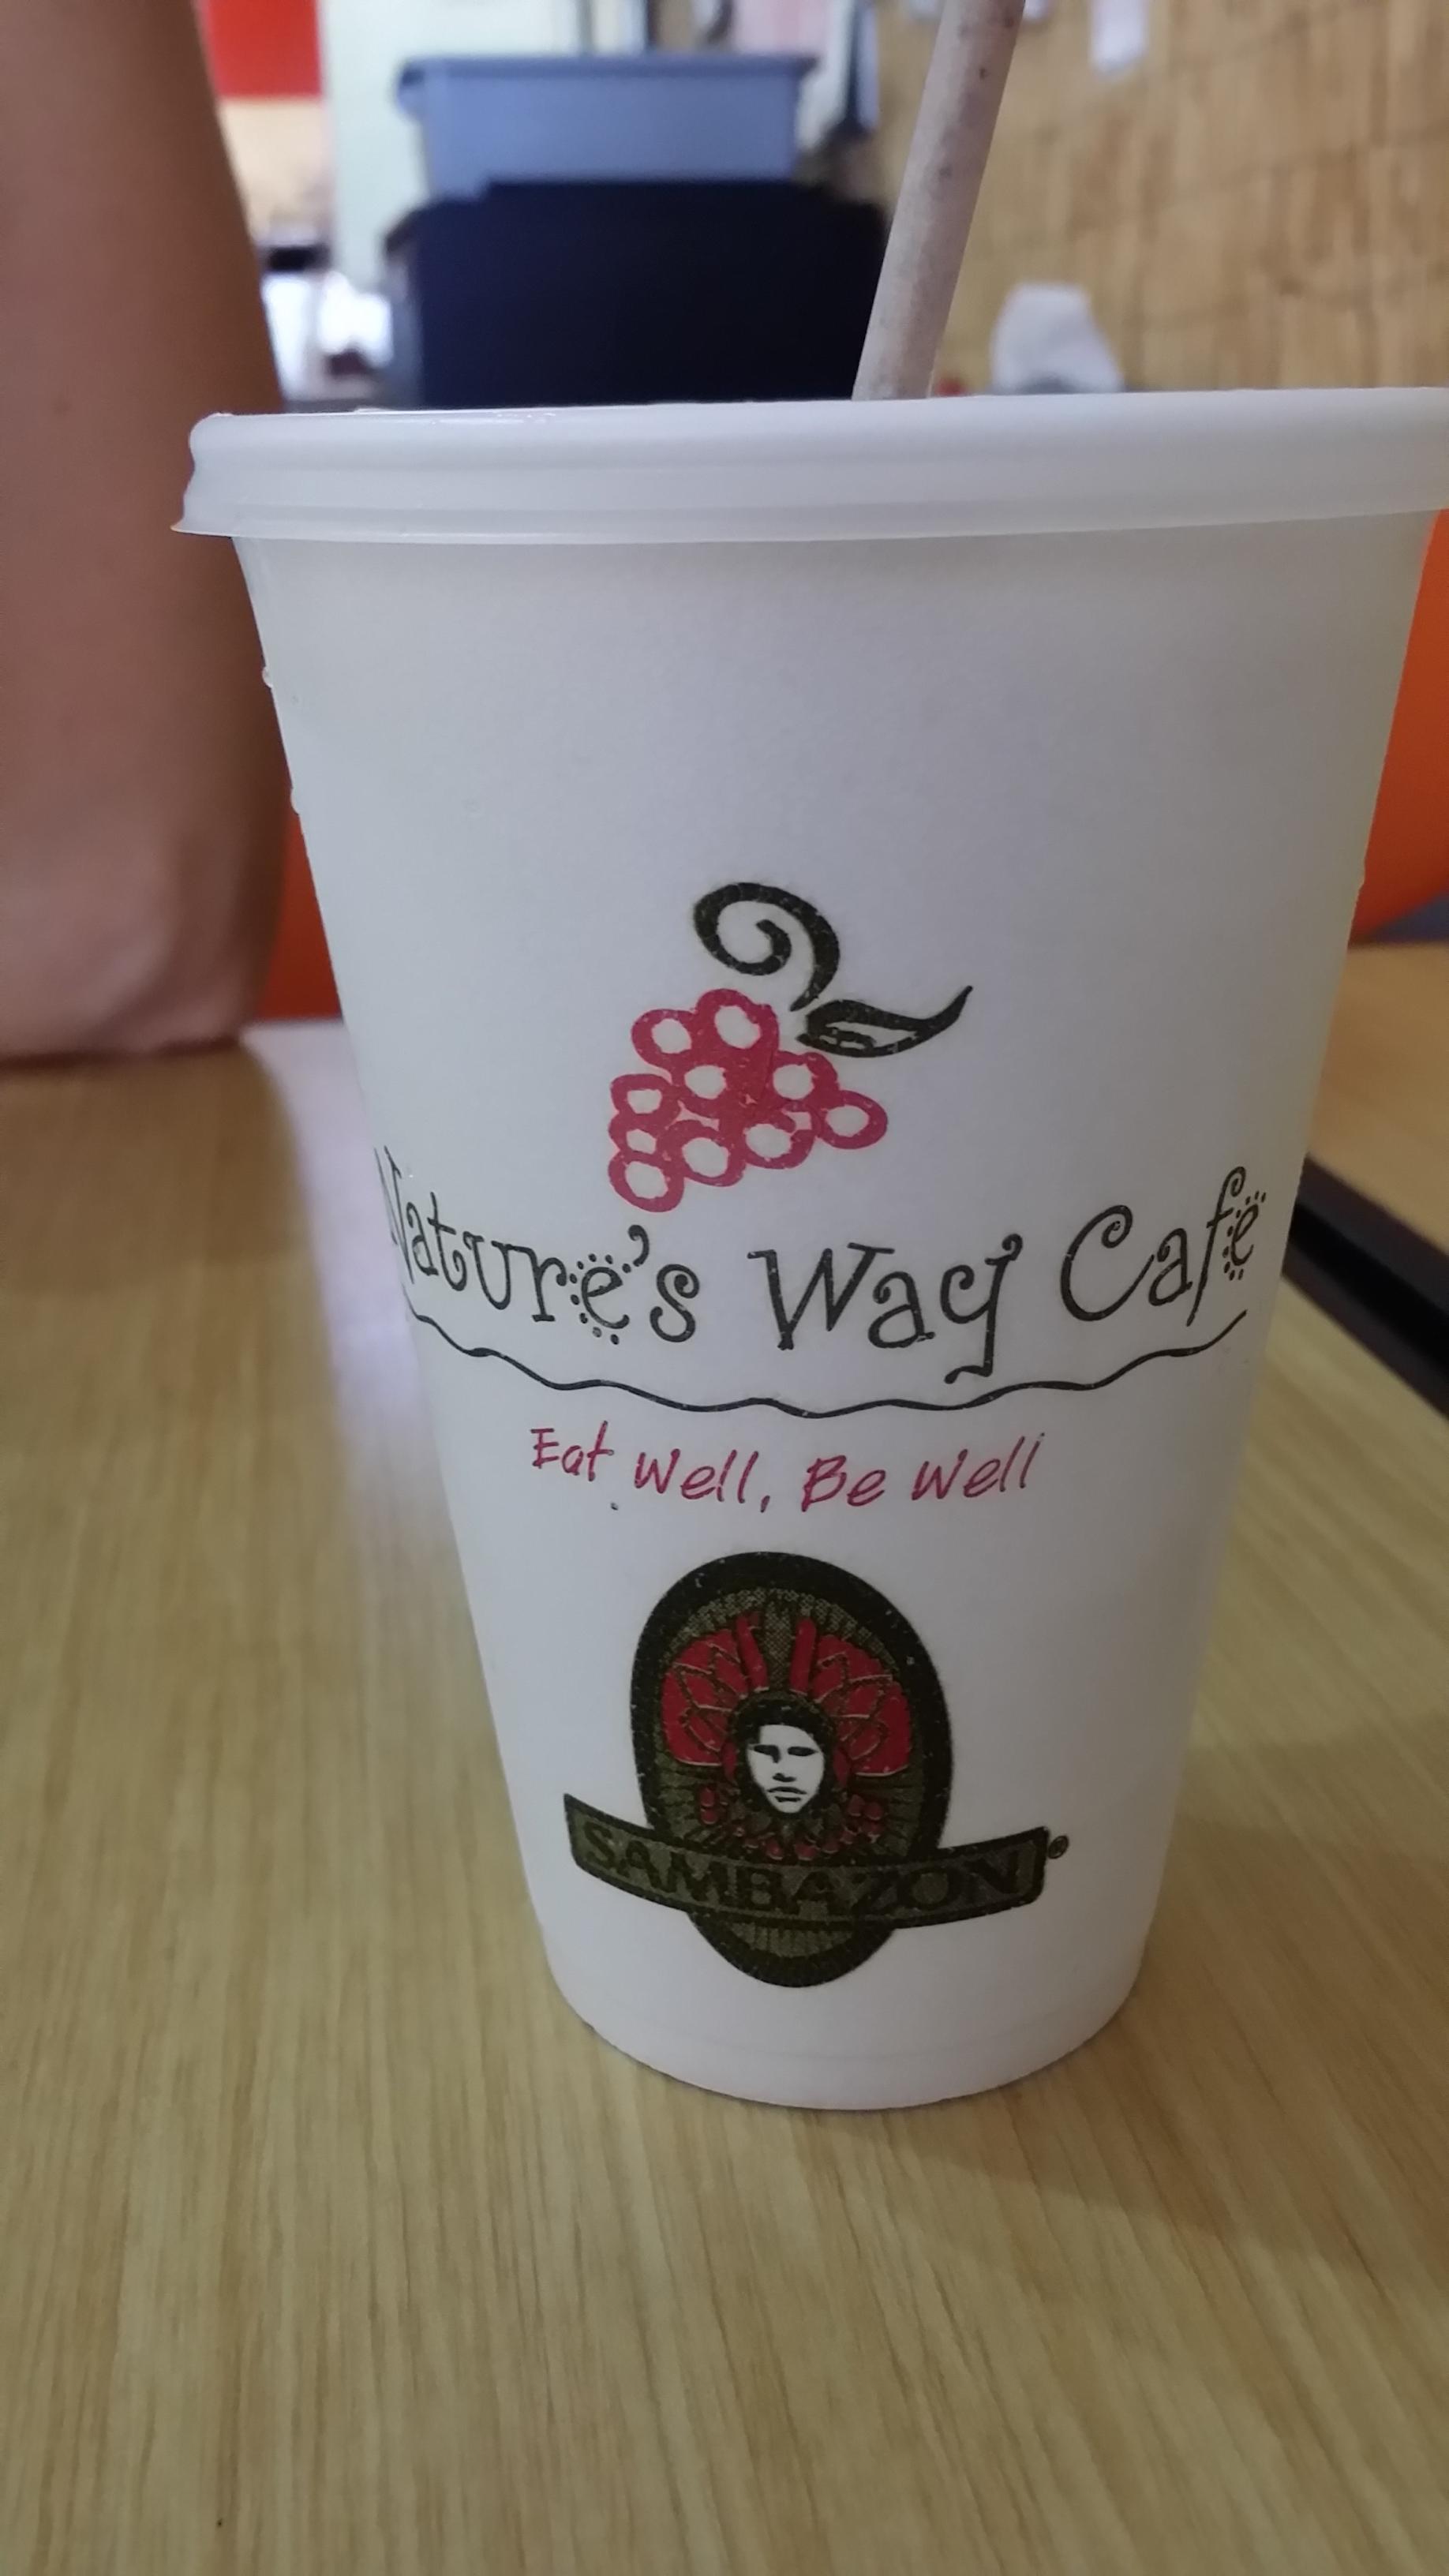 Nature's Way Cafe
Eat Well, Be Well
SAMBAZON®